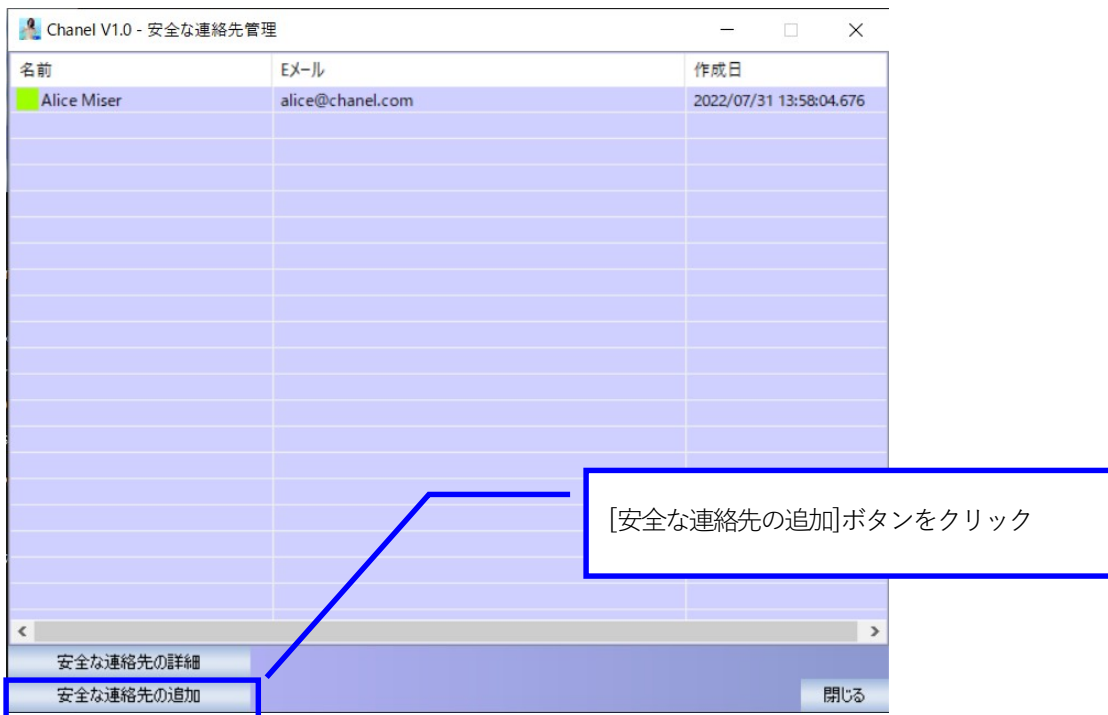 Chanel V1.0 - 安全な連絡先管理
名前 Eメール 作成日
Alice Miser alice@chanel.com 2022/07/31 13:58:04.676
[安全な連絡先の追加]ボタンをクリック
安全な連絡先の詳細
安全な連絡先の追加 閉じる